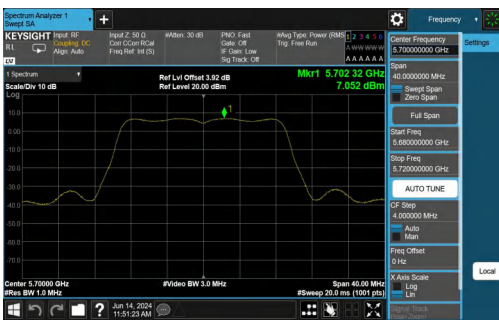 Spectrum Analyzer 1
Swept SA
Frequency
KEYSIGHT
RL
Input: RF
Coupling: DC
Align: Auto
Input Z: 50 Ω
Corr CCorr RCal
Freq Ref: Int (S)
#Atten: 30 dB
PNO: Fast
Gate: Off
IF Gain: Low
Sig Track: Off
#Avg Type: Power (RMS)
Trig: Free Run
1 2 3 4 5 6
A W W W W W
A A A A A A
1 Spectrum
Scale/Div 10 dB
Log
Ref Lvl Offset 3.92 dB
Ref Level 20.00 dBm
Mkr1 5.702 32 GHz
7.052 dBm
1
10.0
0.00
-10.0
-20.0
-30.0
-40.0
-50.0
-60.0
-70.0
Center 5.70000 GHz
#Res BW 1.0 MHz
#Video BW 3.0 MHz
Span 40.00 MHz
#Sweep 20.0 ms (1001 pts)
Jun 14, 2024
11:51:23 AM
Center Frequency
5.700000000 GHz
Settings
Span
40.0000000 MHz
Swept Span
Zero Span
Full Span
Start Freq
5.680000000 GHz
Stop Freq
5.720000000 GHz
AUTO TUNE
CF Step
4.000000 MHz
Auto
Man
Freq Offset
0 Hz
X Axis Scale
Log
Lin
Local
Signal Track
(Span Zoom)